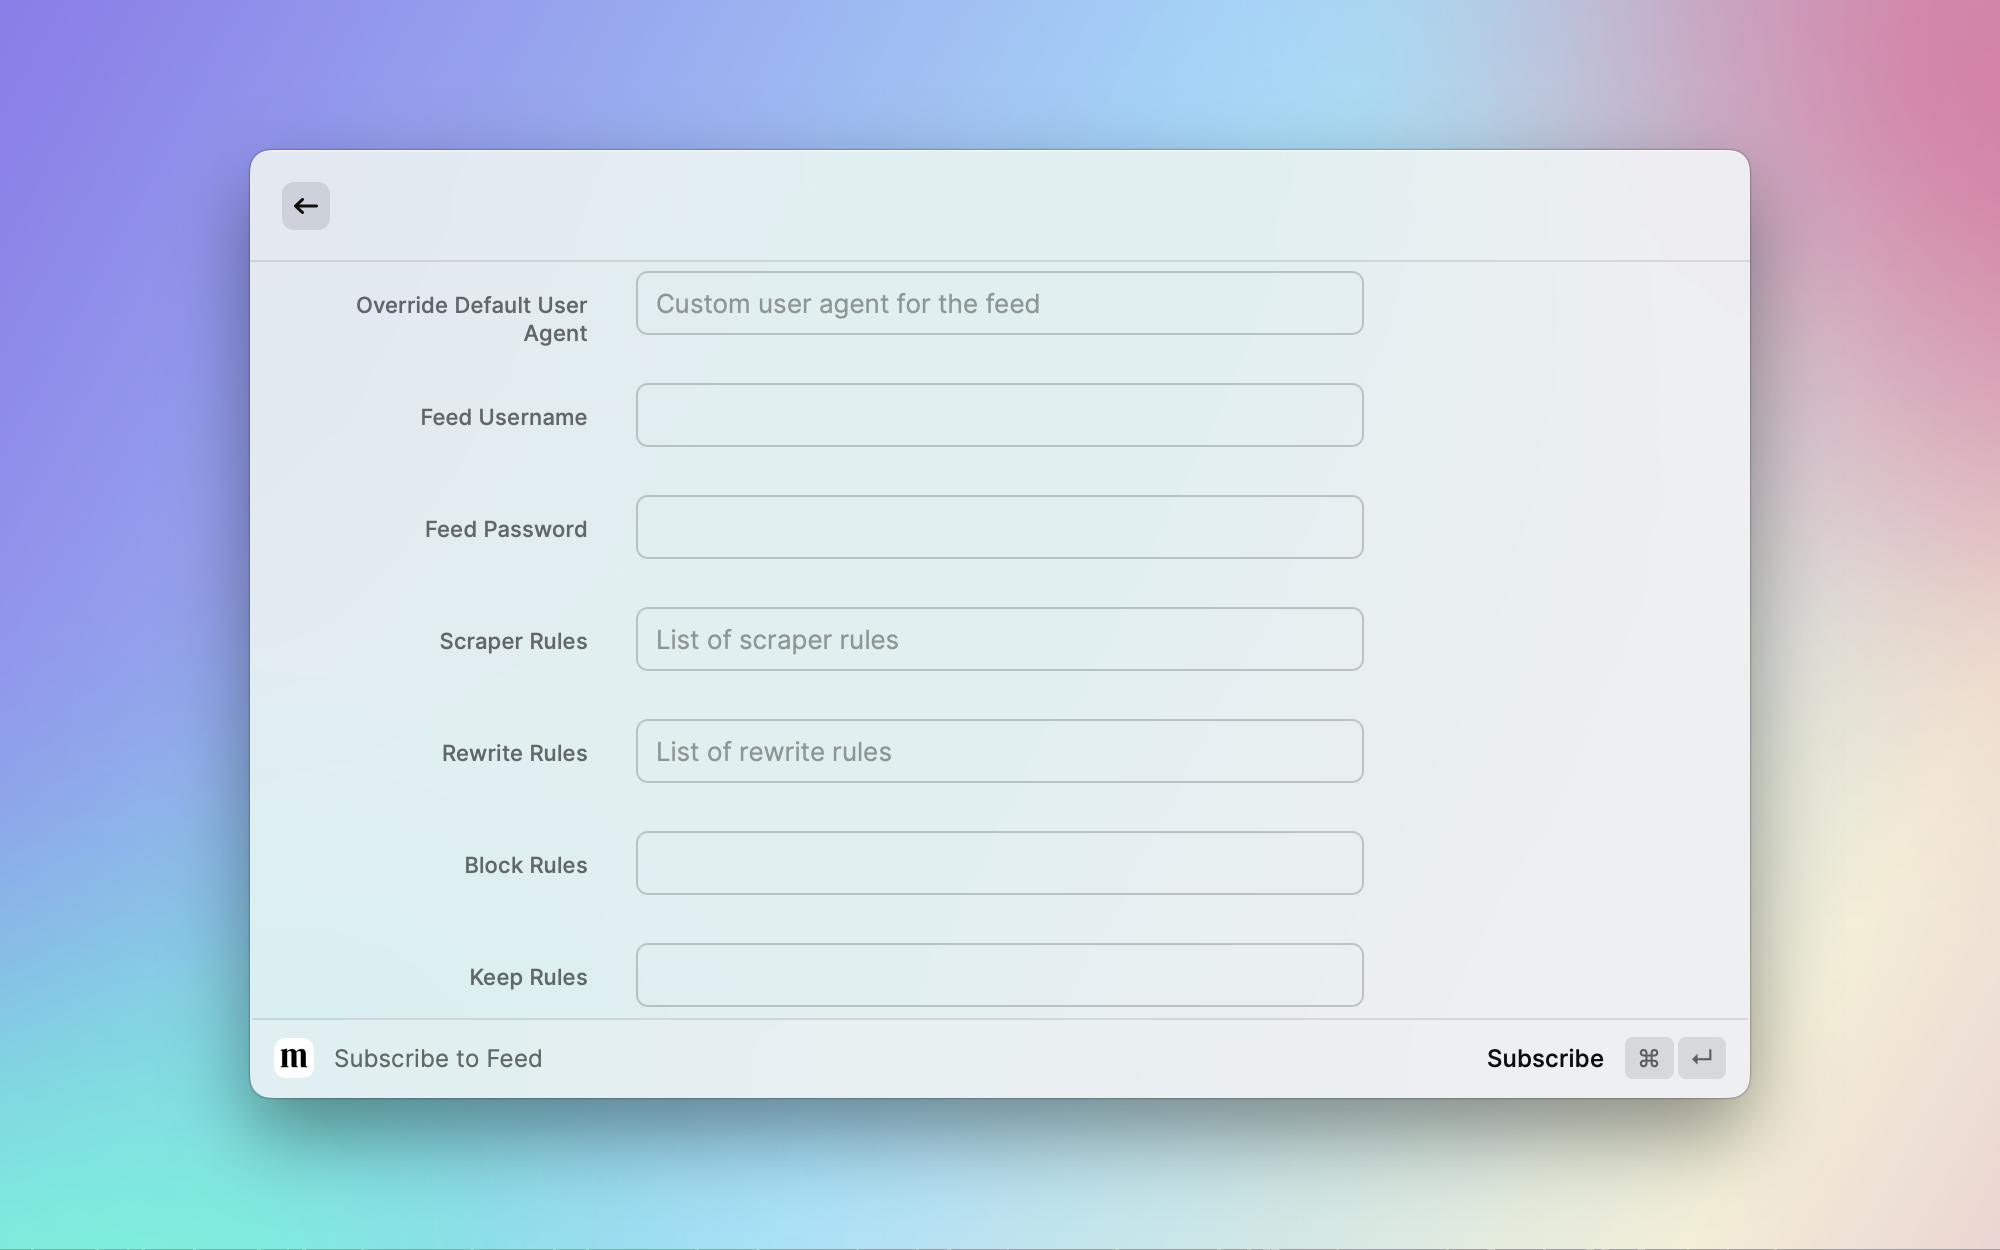 Override Default User
Agent
Custom user agent for the feed
Feed Username
Feed Password
Scraper Rules
List of scraper rules
Rewrite Rules
List of rewrite rules
Block Rules
Keep Rules
m
Subscribe to Feed
Subscribe ⌘ ↵